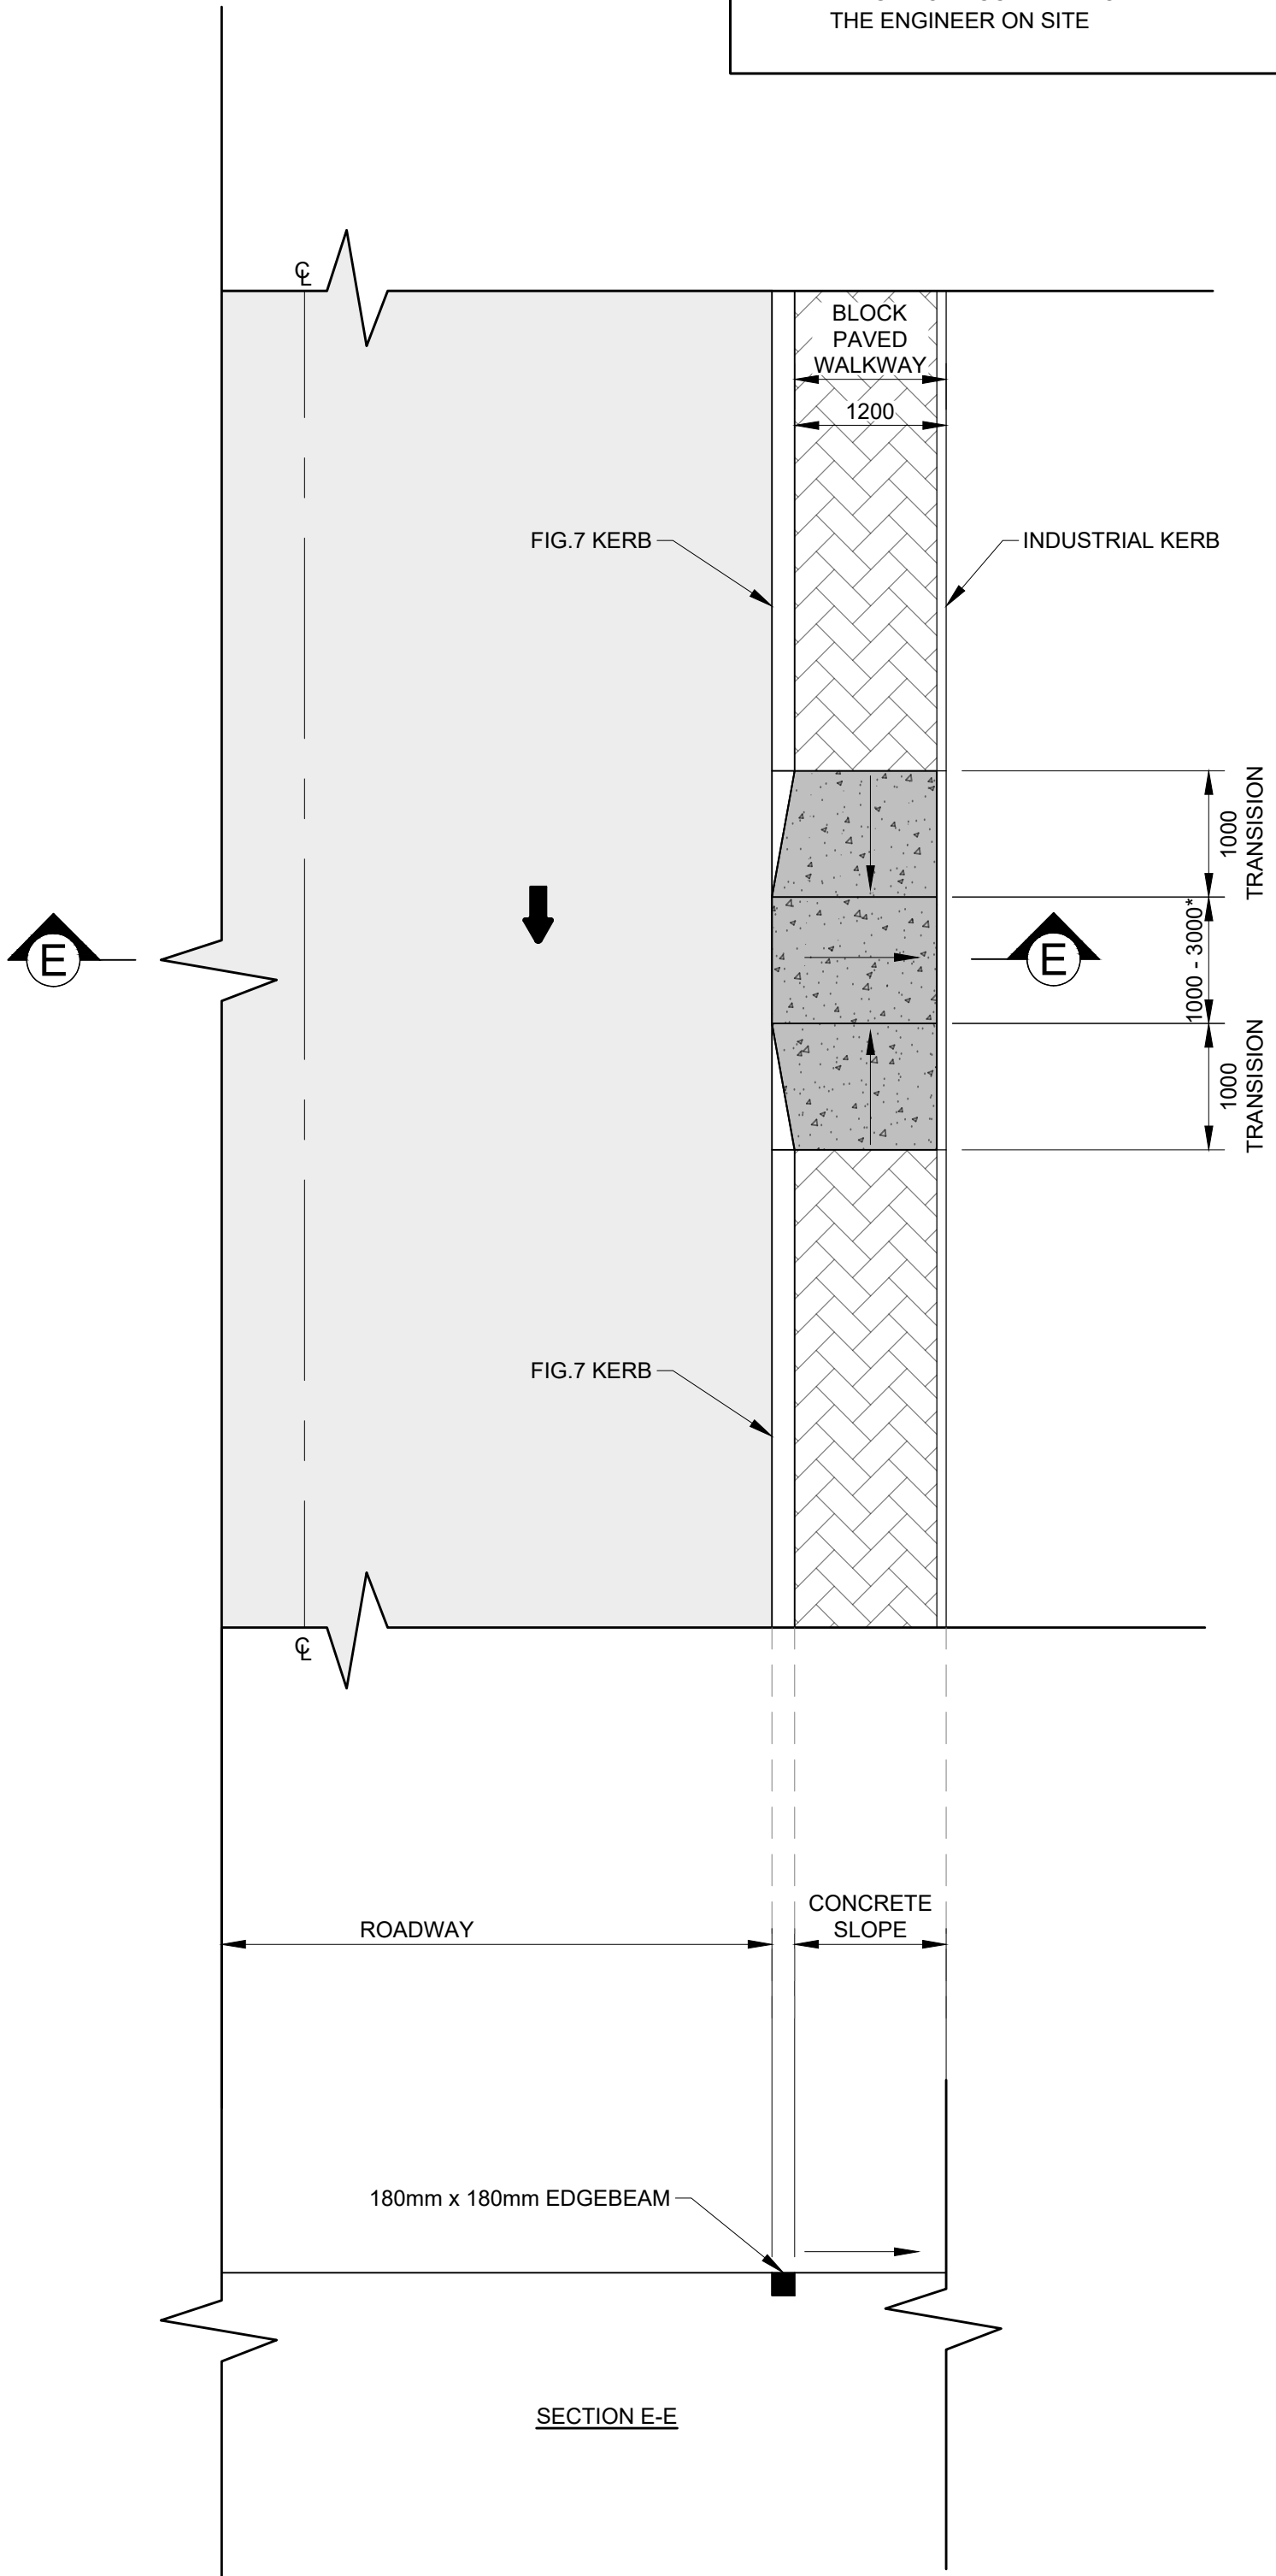 THE ENGINEER ON SITE
℄
BLOCK
PAVED
WALKWAY
1200
FIG.7 KERB
INDUSTRIAL KERB
1000
TRANSISION
E
E
1000 - 3000*
1000
TRANSISION
FIG.7 KERB
℄
ROADWAY
CONCRETE
SLOPE
180mm x 180mm EDGEBEAM
SECTION E-E